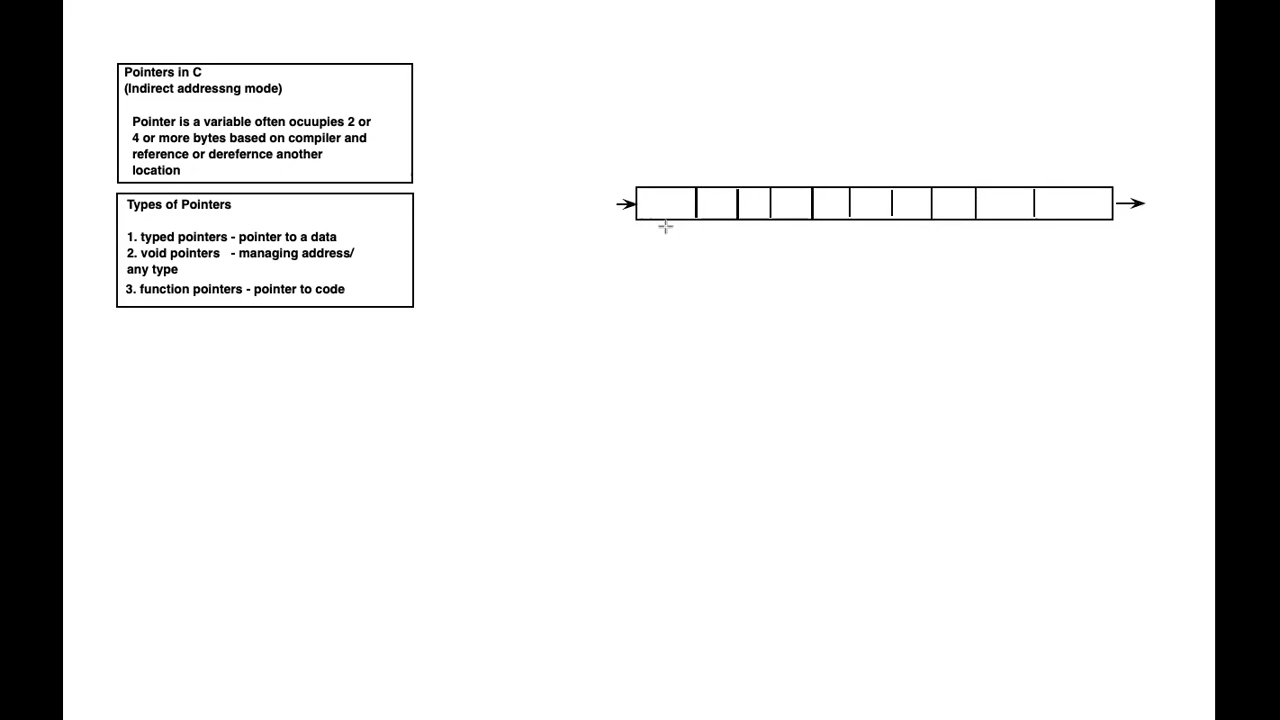 Pointers in C
(Indirect addressng mode)
Pointer is a variable often ocuupies 2 or
4 or more bytes based on compiler and
reference or derefernce another
location
Types of Pointers
1. typed pointers - pointer to a data
2. void pointers - managing address/
any type
3. function pointers - pointer to code